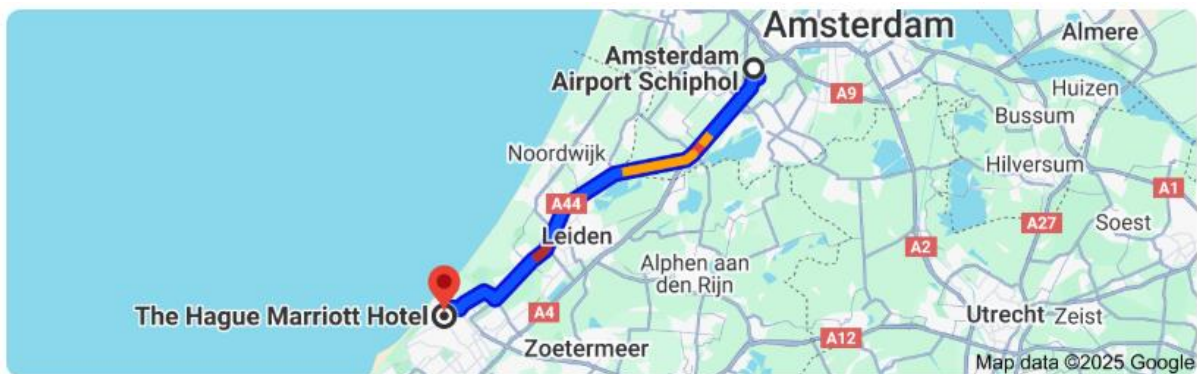 Amsterdam
Almere
Amsterdam
Airport Schiphol
A9
Huizen
Bussum
Noordwijk
Hilversum
A1
A44
A27
Soest
Leiden
A2
Alphen aan
den Rijn
The Hague Marriott Hotel
A4
Utrecht
Zeist
Zoetermeer
A12
Map data ©2025 Google